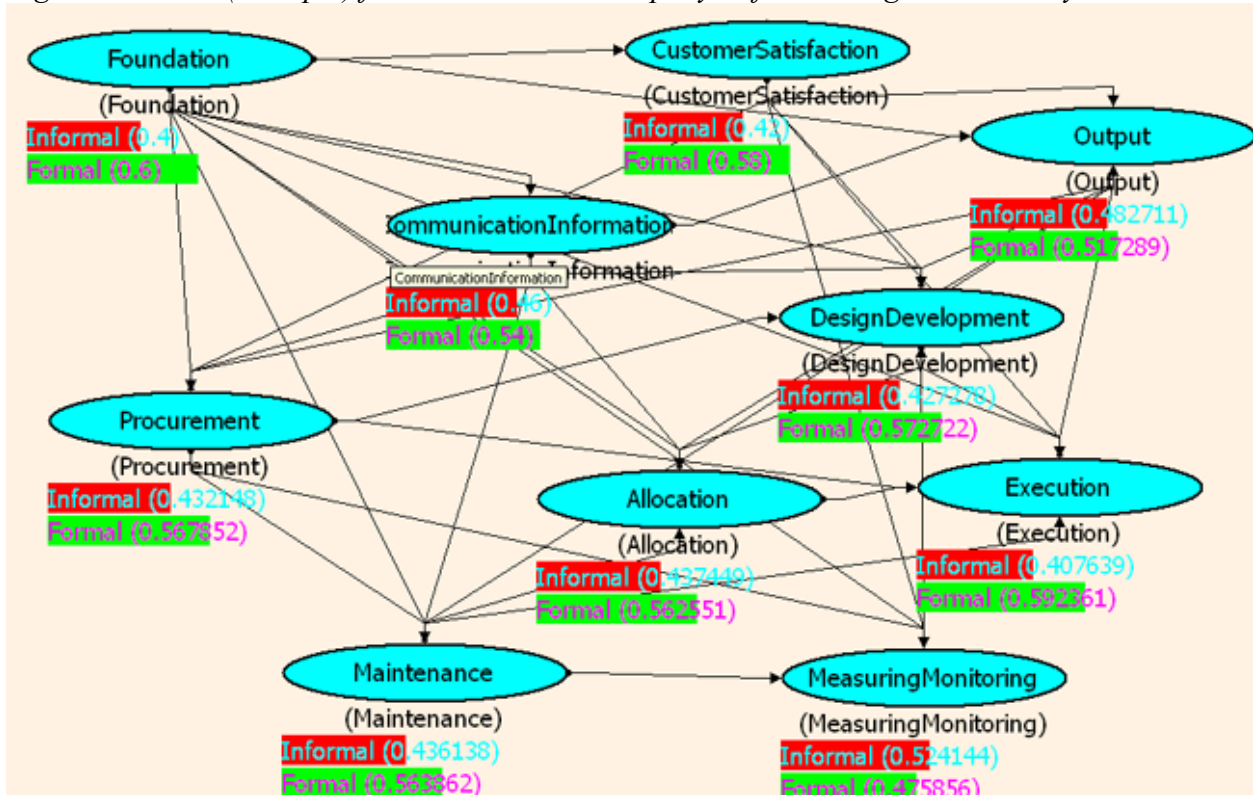 Foundation
(Foundation)
Informal (0.4)
Formal (0.6)
CustomerSatisfaction
(CustomerSatisfaction)
Informal (0.42)
Formal (0.58)
Output
(Output)
Informal (0.482711)
Formal (0.517289)
ommunicationInformation
Information
CommunicationInformation
Informal (0.46)
Formal (0.54)
DesignDevelopment
(DesignDevelopment)
Informal (0.427278)
Formal (0.572722)
Procurement
(Procurement)
Informal (0.432148)
Formal (0.567852)
Allocation
(Allocation)
Informal (0.437449)
Formal (0.562551)
Execution
(Execution)
Informal (0.407639)
Formal (0.592361)
Maintenance
(Maintenance)
Informal (0.436138)
Formal (0.563862)
MeasuringMonitoring
(MeasuringMonitoring)
Informal (0.524144)
Formal (0.475856)